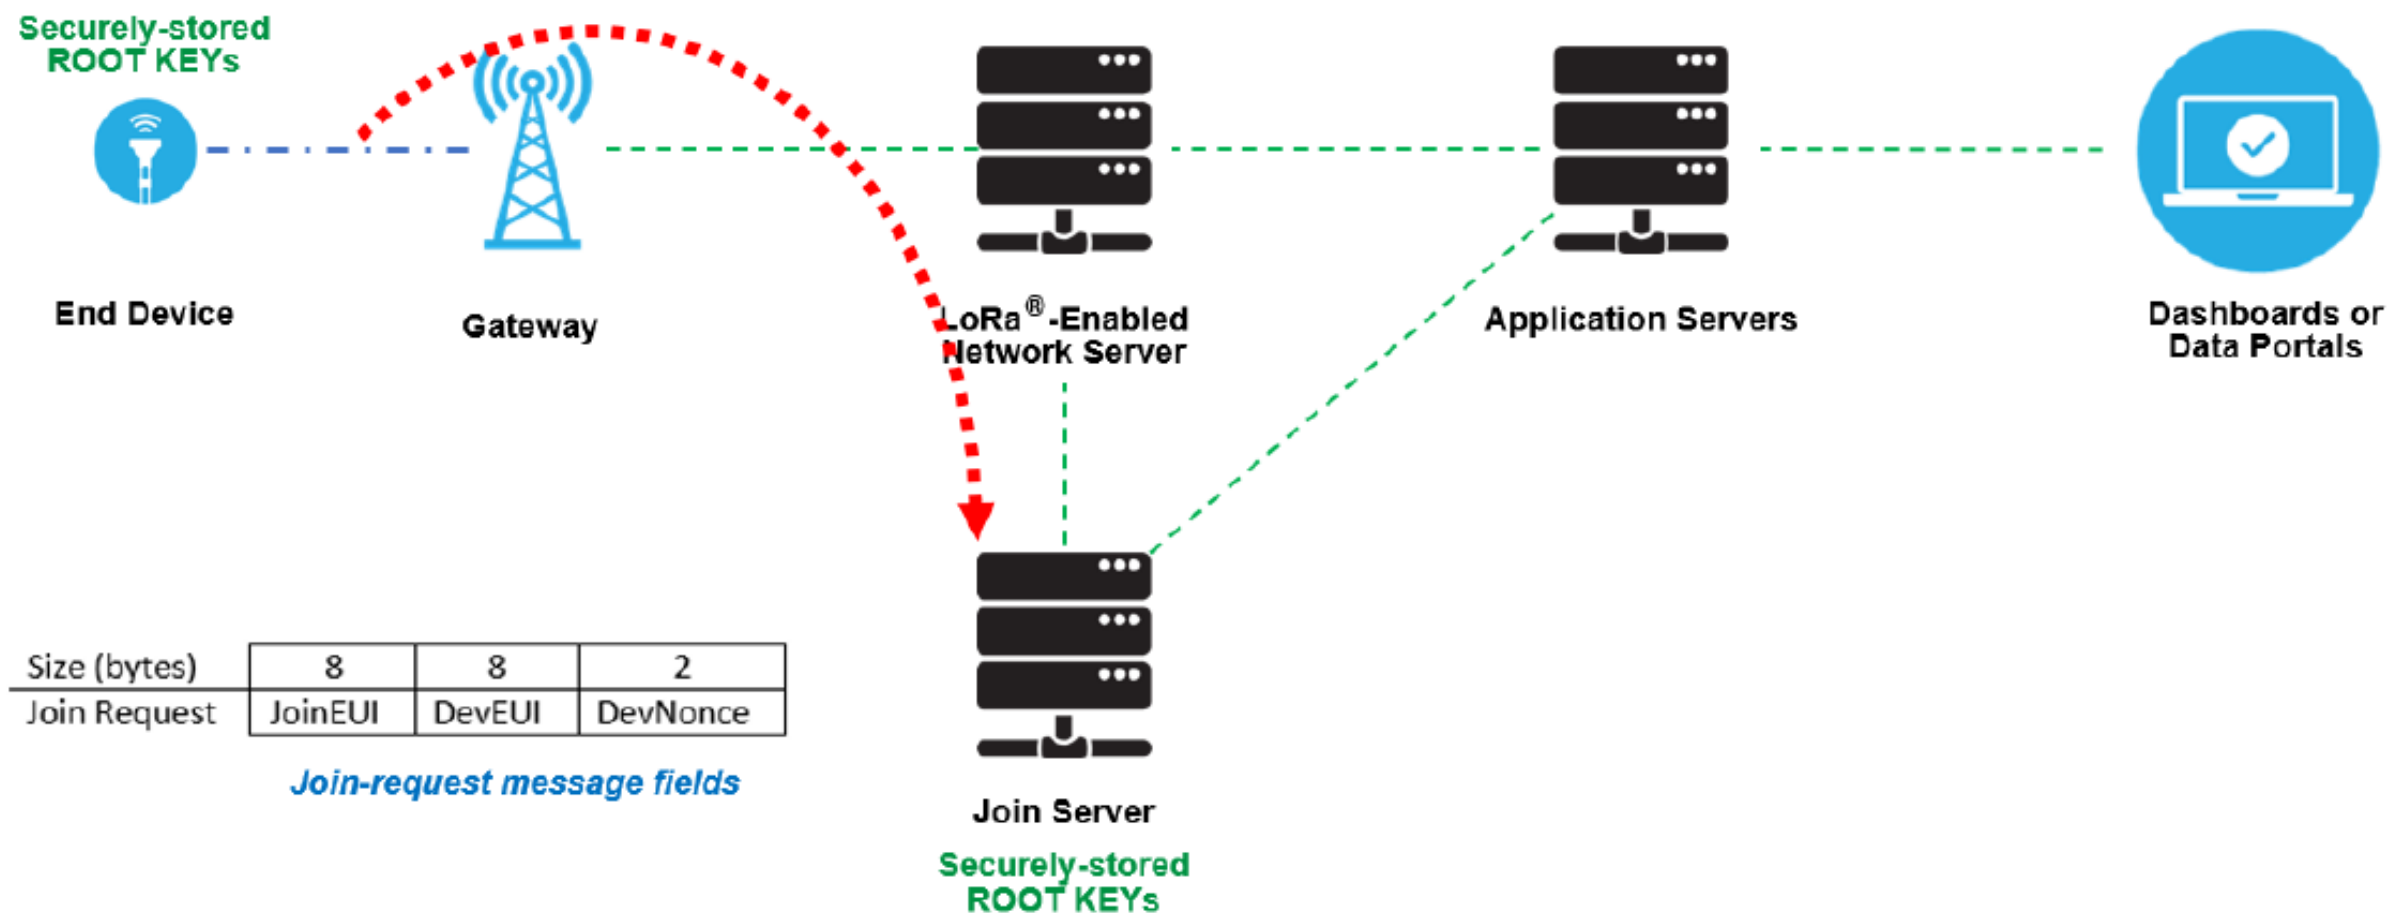 Securely-stored
ROOT KEYs
End Device
Gateway
LoRa®-Enabled
Network Server
Application Servers
Dashboards or
Data Portals
Size (bytes) 8 8 2
Join Request JoinEUI DevEUI DevNonce
Join-request message fields
Join Server
Securely-stored
ROOT KEYs